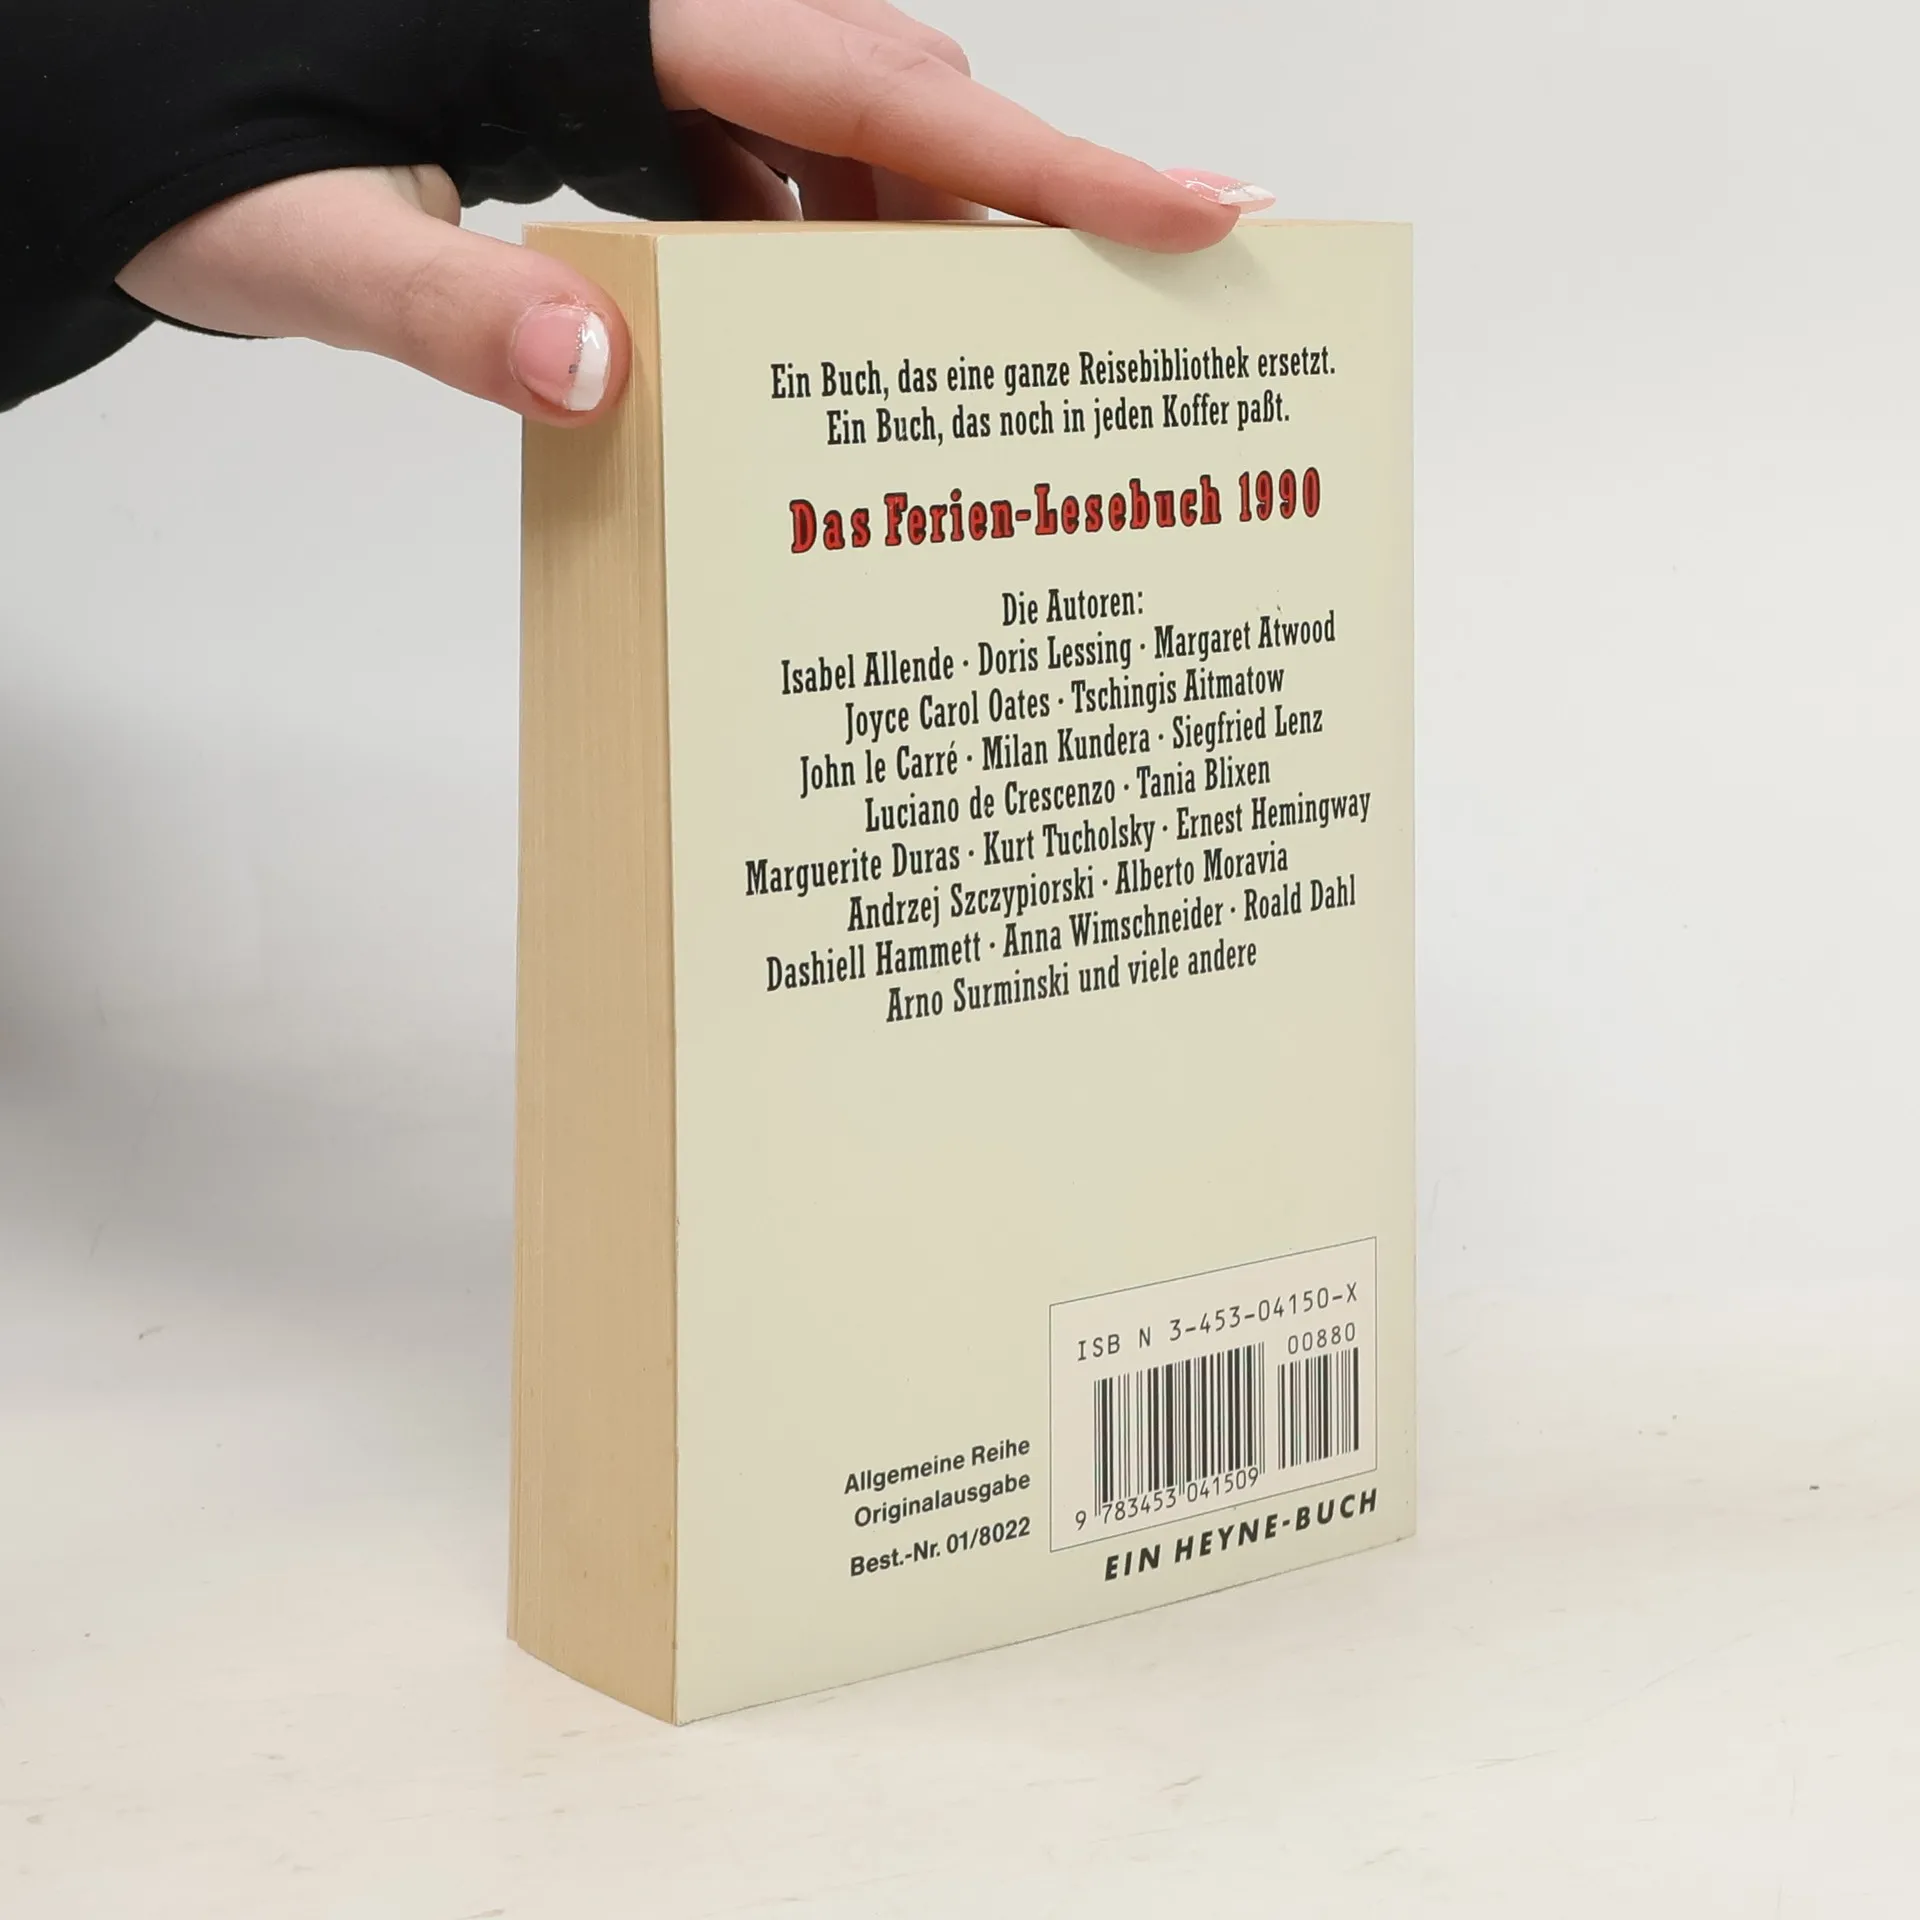 Ein Buch, das eine ganze Reisebibliothek ersetzt.
Ein Buch, das noch in jeden Koffer paßt.
Das Ferien-Lesebuch 1990
Die Autoren:
Isabel Allende · Doris Lessing · Margaret Atwood
Joyce Carol Oates · Tschingis Aitmatow
John le Carré · Milan Kundera · Siegfried Lenz
Luciano de Crescenzo · Tania Blixen
Marguerite Duras · Kurt Tucholsky · Ernest Hemingway
Andrzej Szczypiorski · Alberto Moravia
Dashiell Hammett · Anna Wimschneider · Roald Dahl
Arno Surminski und viele andere
Allgemeine Reihe
Originalausgabe
Best.-Nr. 01/8022
ISB N 3-453-04150-X
00880
9 783453 041509
EIN HEYNE-BUCH